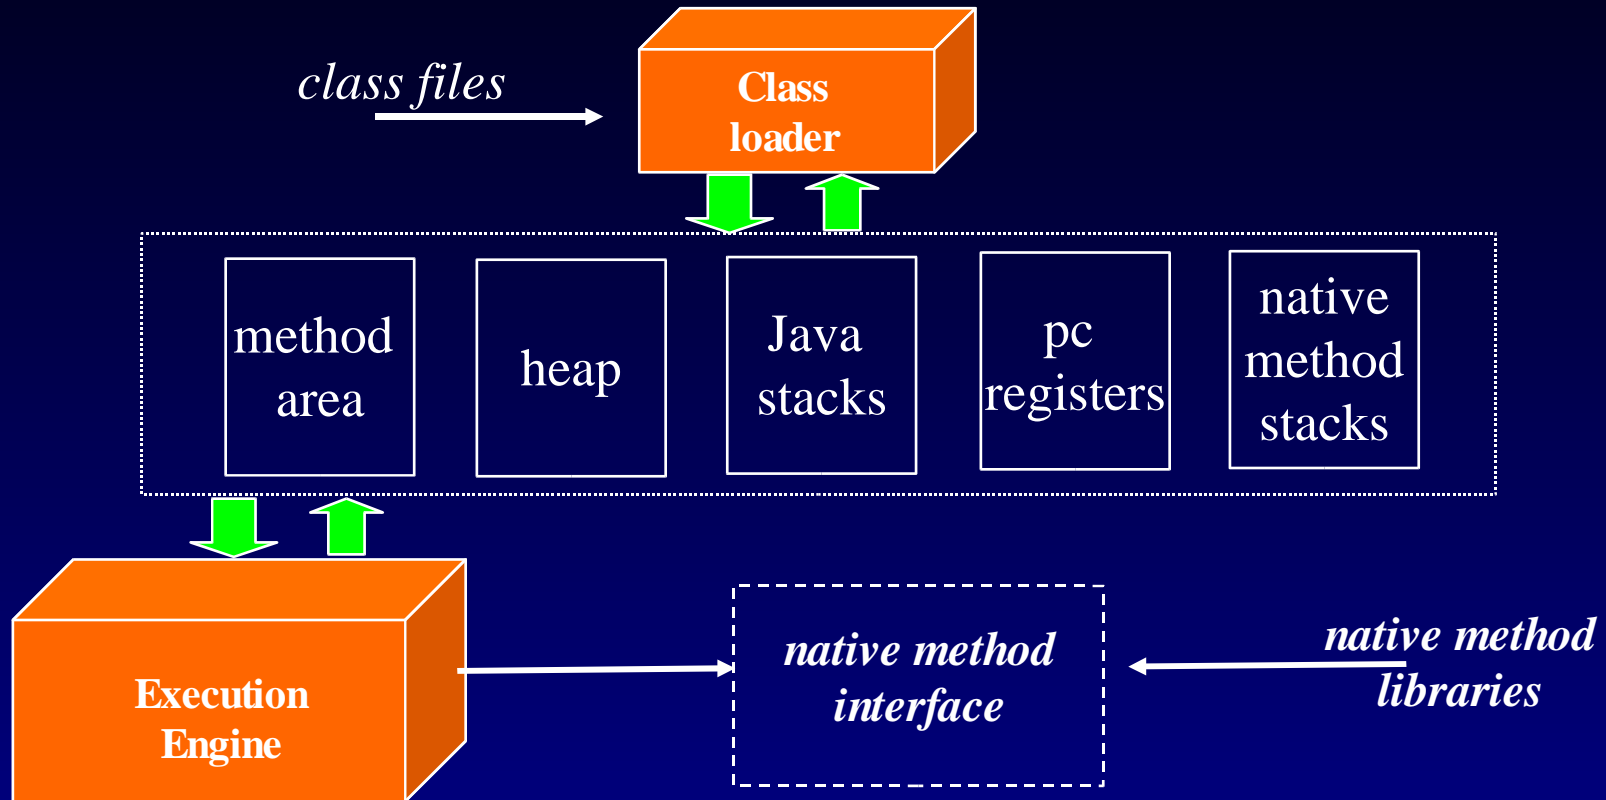 class files
Class
loader
method
area
heap
Java
stacks
pc
registers
native
method
stacks
Execution
Engine
native method
interface
native method
libraries